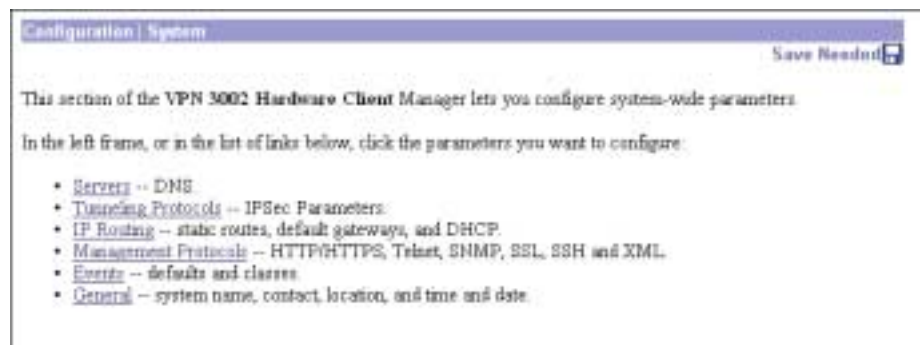 Configuration | System
Save Needed
This section of the VPN 3002 Hardware Client Manager lets you configure system-wide parameters.
In the left frame, or in the list of links below, click the parameters you want to configure:
• Servers -- DNS.
• Tunneling Protocols -- IPSec Parameters.
• IP Routing -- static routes, default gateways, and DHCP.
• Management Protocols -- HTTP/HTTPS, Telnet, SNMP, SSL, SSH and XML.
• Events -- defaults and classes.
• General -- system name, contact, location, and time and date.